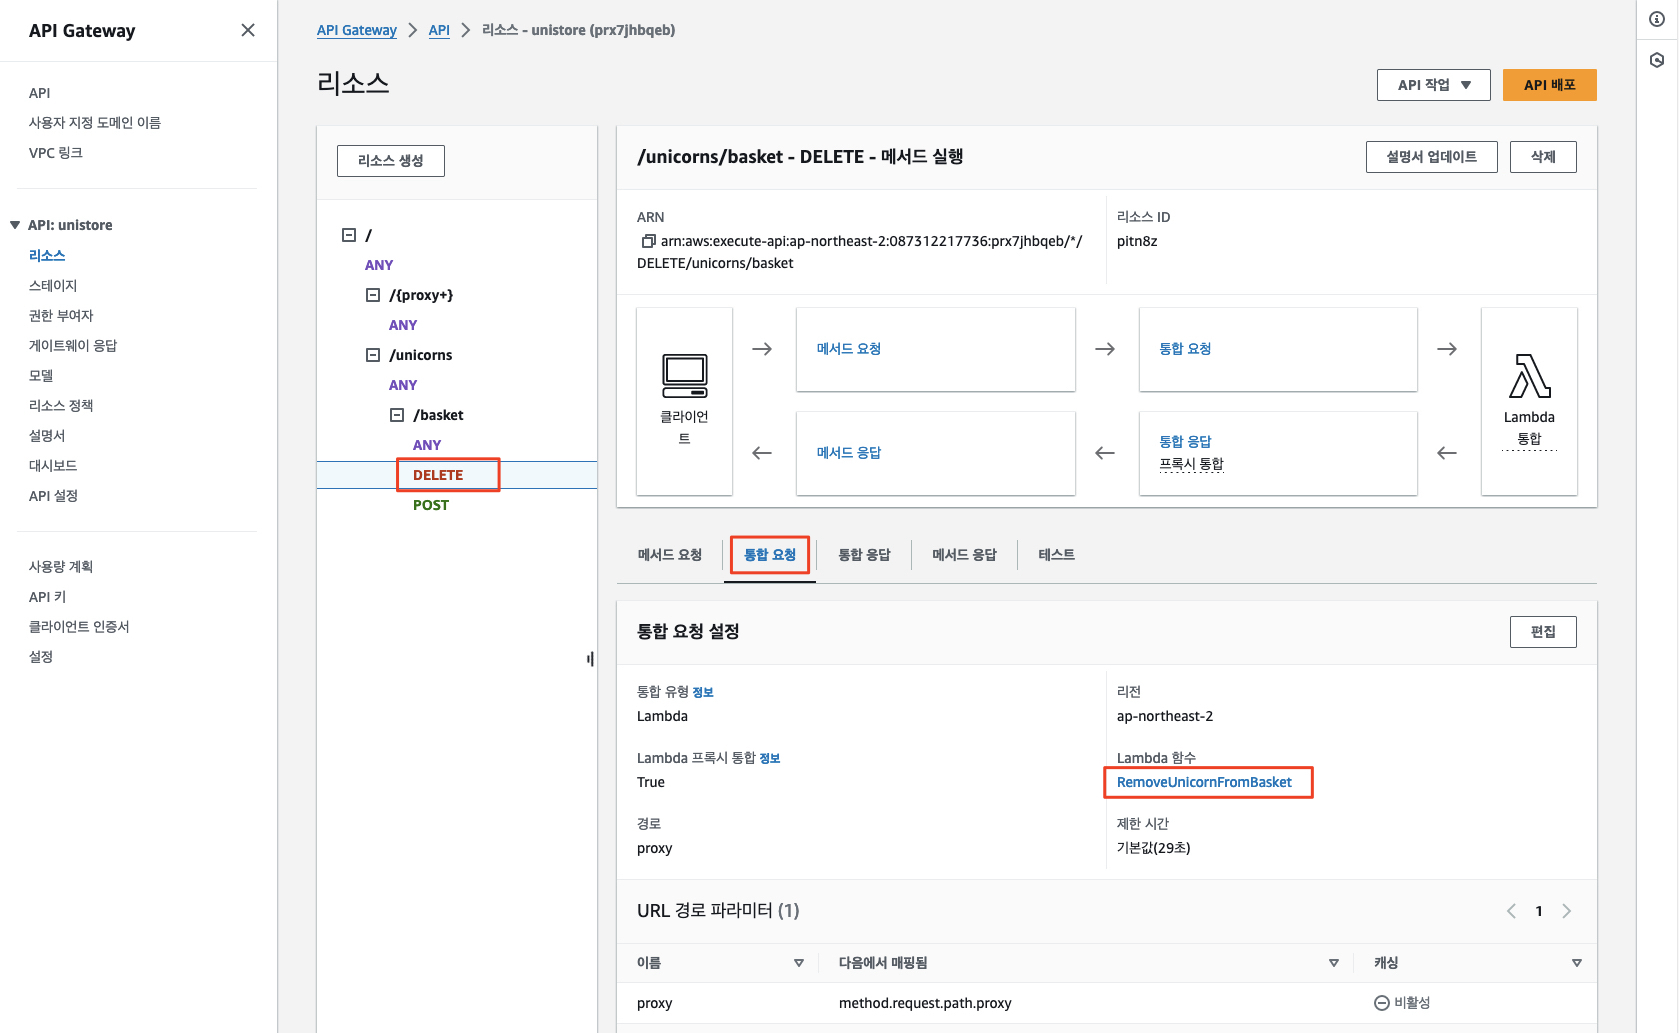 API Gateway
API
사용자 지정 도메인 이름
VPC 링크
API: unistore
리소스
스테이지
권한 부여자
게이트웨이 응답
모델
리소스 정책
설명서
대시보드
API 설정
사용량 계획
API 키
클라이언트 인증서
설정
API Gateway > API > 리소스 - unistore (prx7jhbqeb)
리소스
API 작업
API 배포
리소스 생성
/
ANY
/{proxy+}
ANY
/unicorns
ANY
/basket
ANY
DELETE
POST
/unicorns/basket - DELETE - 메서드 실행
설명서 업데이트
삭제
ARN
arn:aws:execute-api:ap-northeast-2:087312217736:prx7jhbqeb/*/
DELETE/unicorns/basket
리소스 ID
pitn8z
클라이언
트
메서드 요청
통합 요청
메서드 응답
통합 응답
프록시 통합
Lambda
통합
메서드 요청
통합 요청
통합 응답
메서드 응답
테스트
통합 요청 설정
편집
통합 유형 정보
Lambda
리전
ap-northeast-2
Lambda 프록시 통합 정보
True
Lambda 함수
RemoveUnicornFromBasket
경로
proxy
제한 시간
기본값(29초)
URL 경로 파라미터 (1)
1
이름
다음에서 매핑됨
캐싱
proxy
method.request.path.proxy
비활성